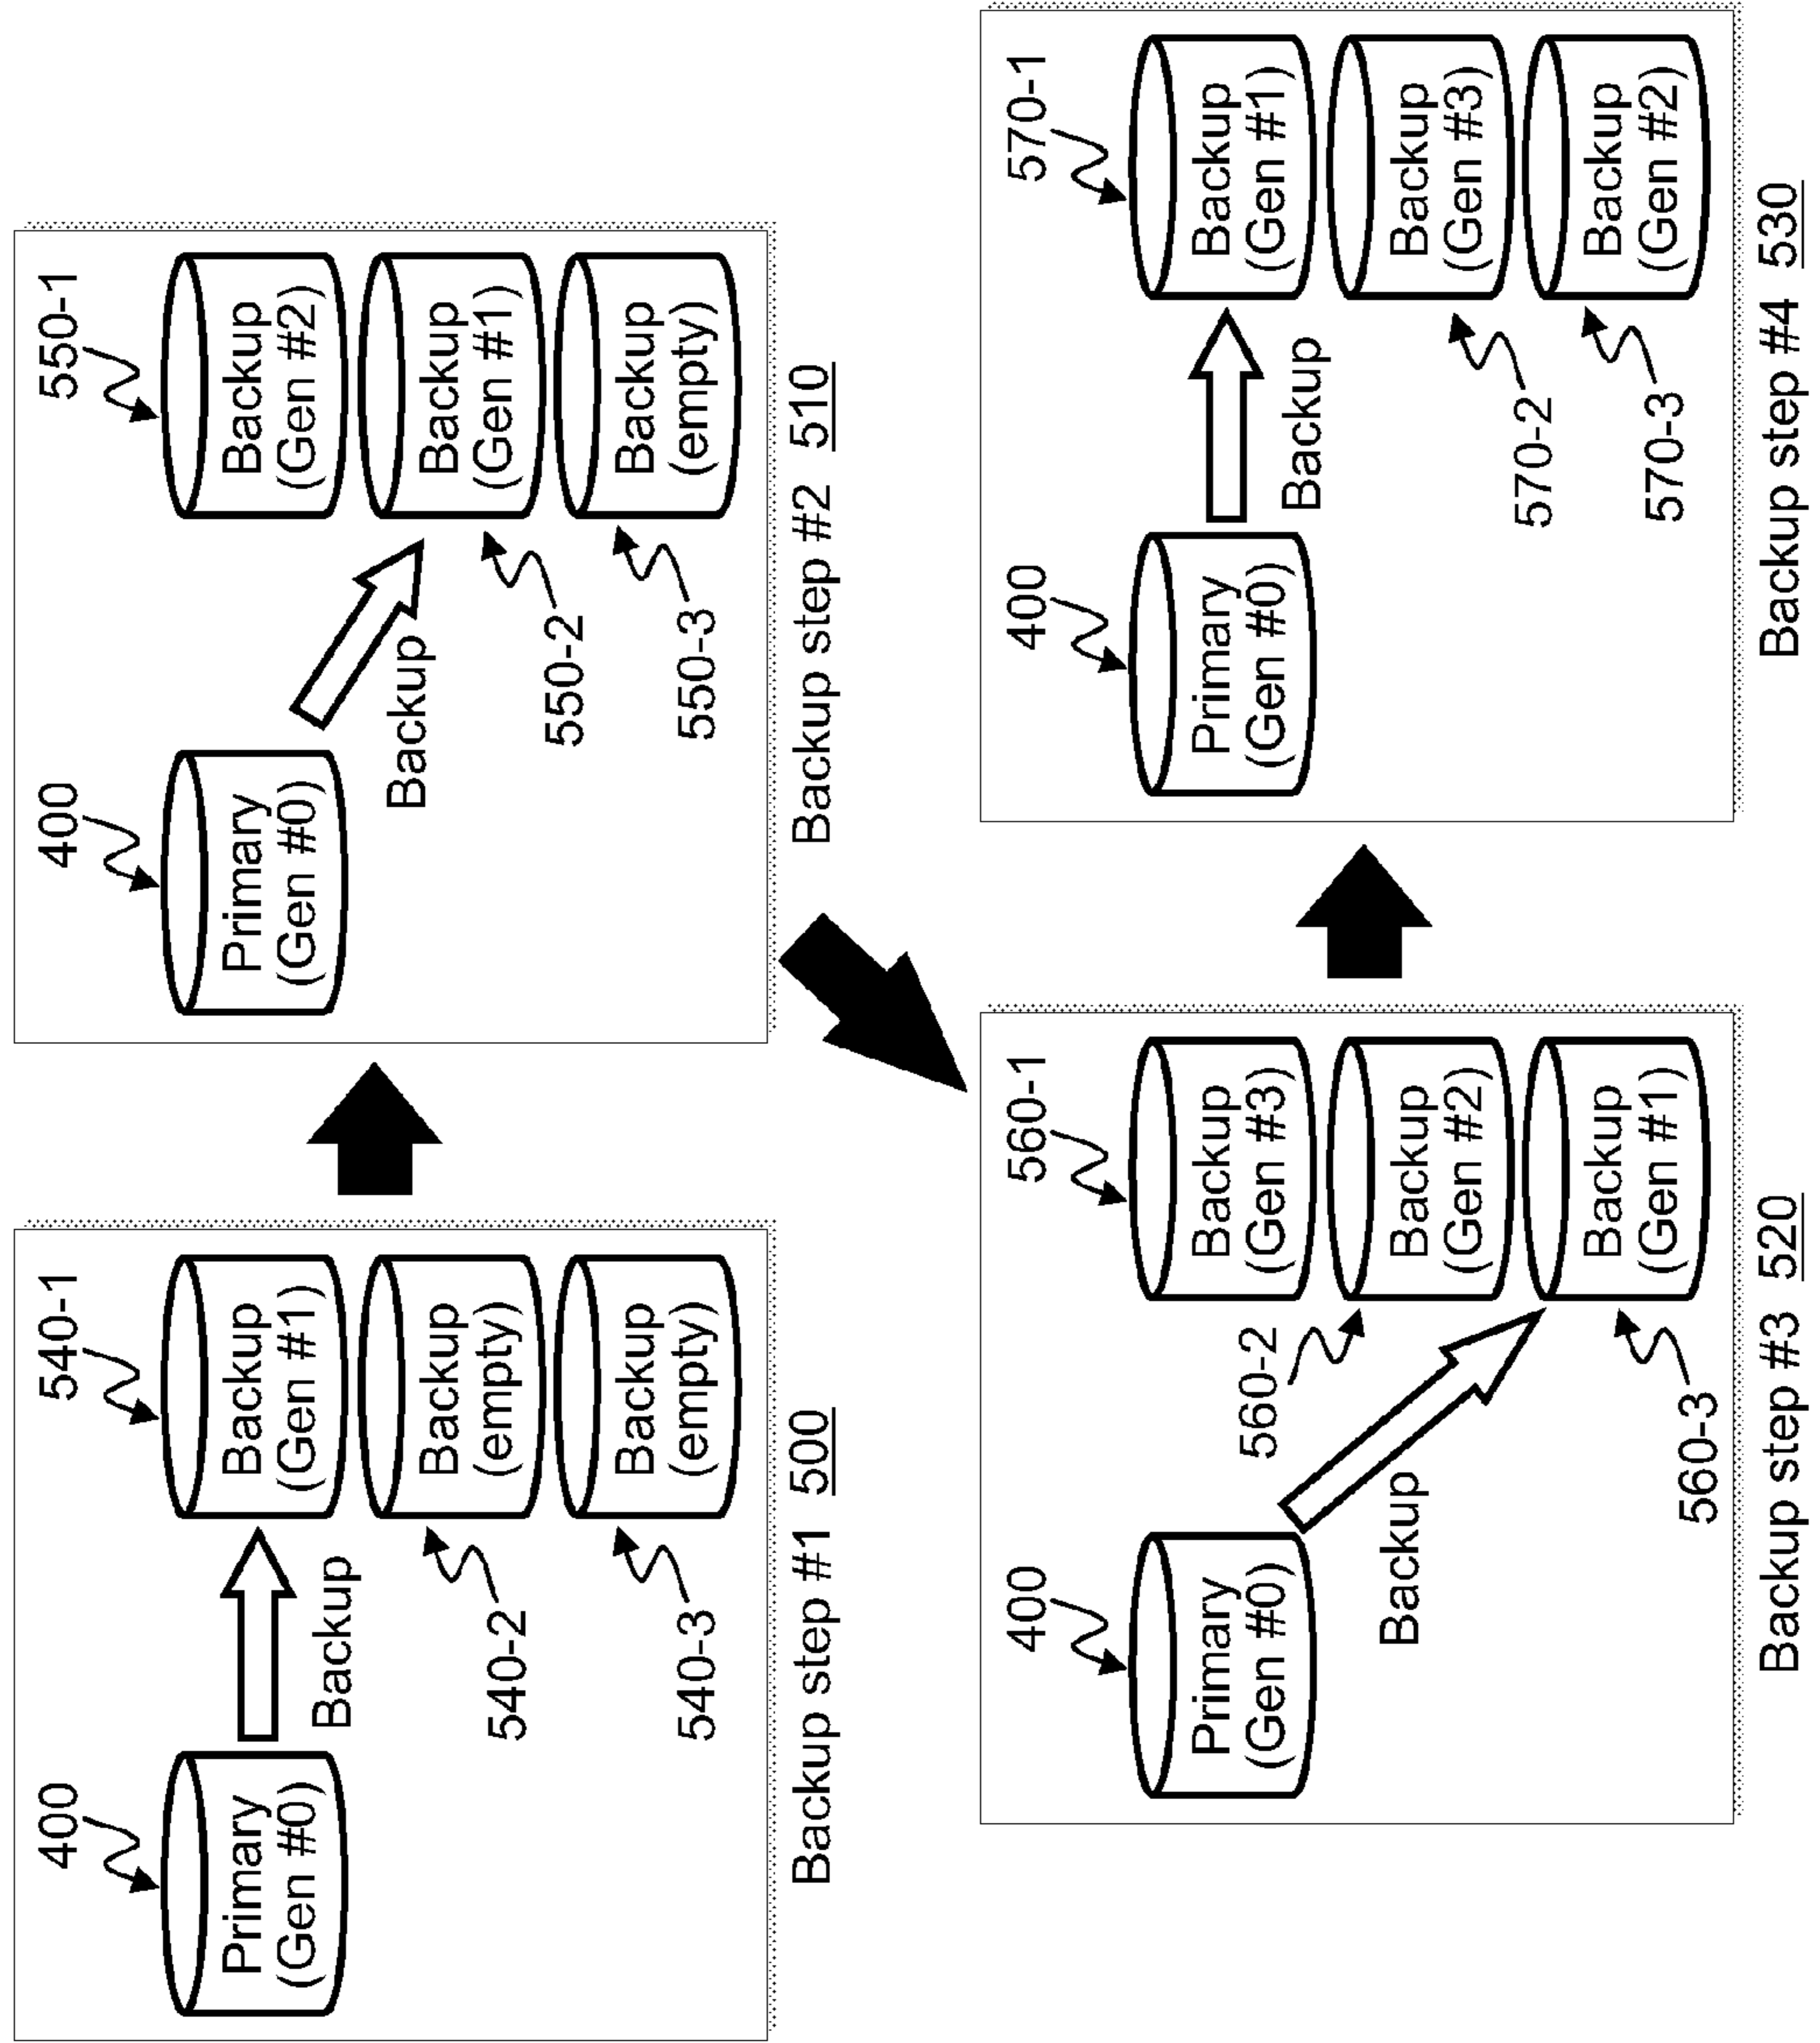 400
540-1
Primary
(Gen #0)
Backup
Backup
(Gen #1)
540-2
Backup
(empty)
540-3
Backup
(empty)
Backup step #1 500
400
550-1
Primary
(Gen #0)
Backup
Backup
(Gen #2)
550-2
Backup
(Gen #1)
550-3
Backup
(empty)
Backup step #2 510
400
560-1
Primary
(Gen #0)
Backup
Backup
(Gen #3)
560-2
Backup
(Gen #2)
560-3
Backup
(Gen #1)
Backup step #3 520
400
570-1
Primary
(Gen #0)
Backup
Backup
(Gen #1)
570-2
Backup
(Gen #3)
570-3
Backup
(Gen #2)
Backup step #4 530